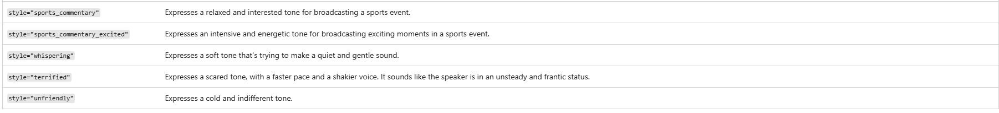 style="sports_commentary" Expresses a relaxed and interested tone for broadcasting a sports event.
style="sports_commentary_excited" Expresses an intensive and energetic tone for broadcasting exciting moments in a sports event.
style="whispering" Expresses a soft tone that's trying to make a quiet and gentle sound.
style="terrified" Expresses a scared tone, with a faster pace and a shakier voice. It sounds like the speaker is in an unsteady and frantic status.
style="unfriendly" Expresses a cold and indifferent tone.